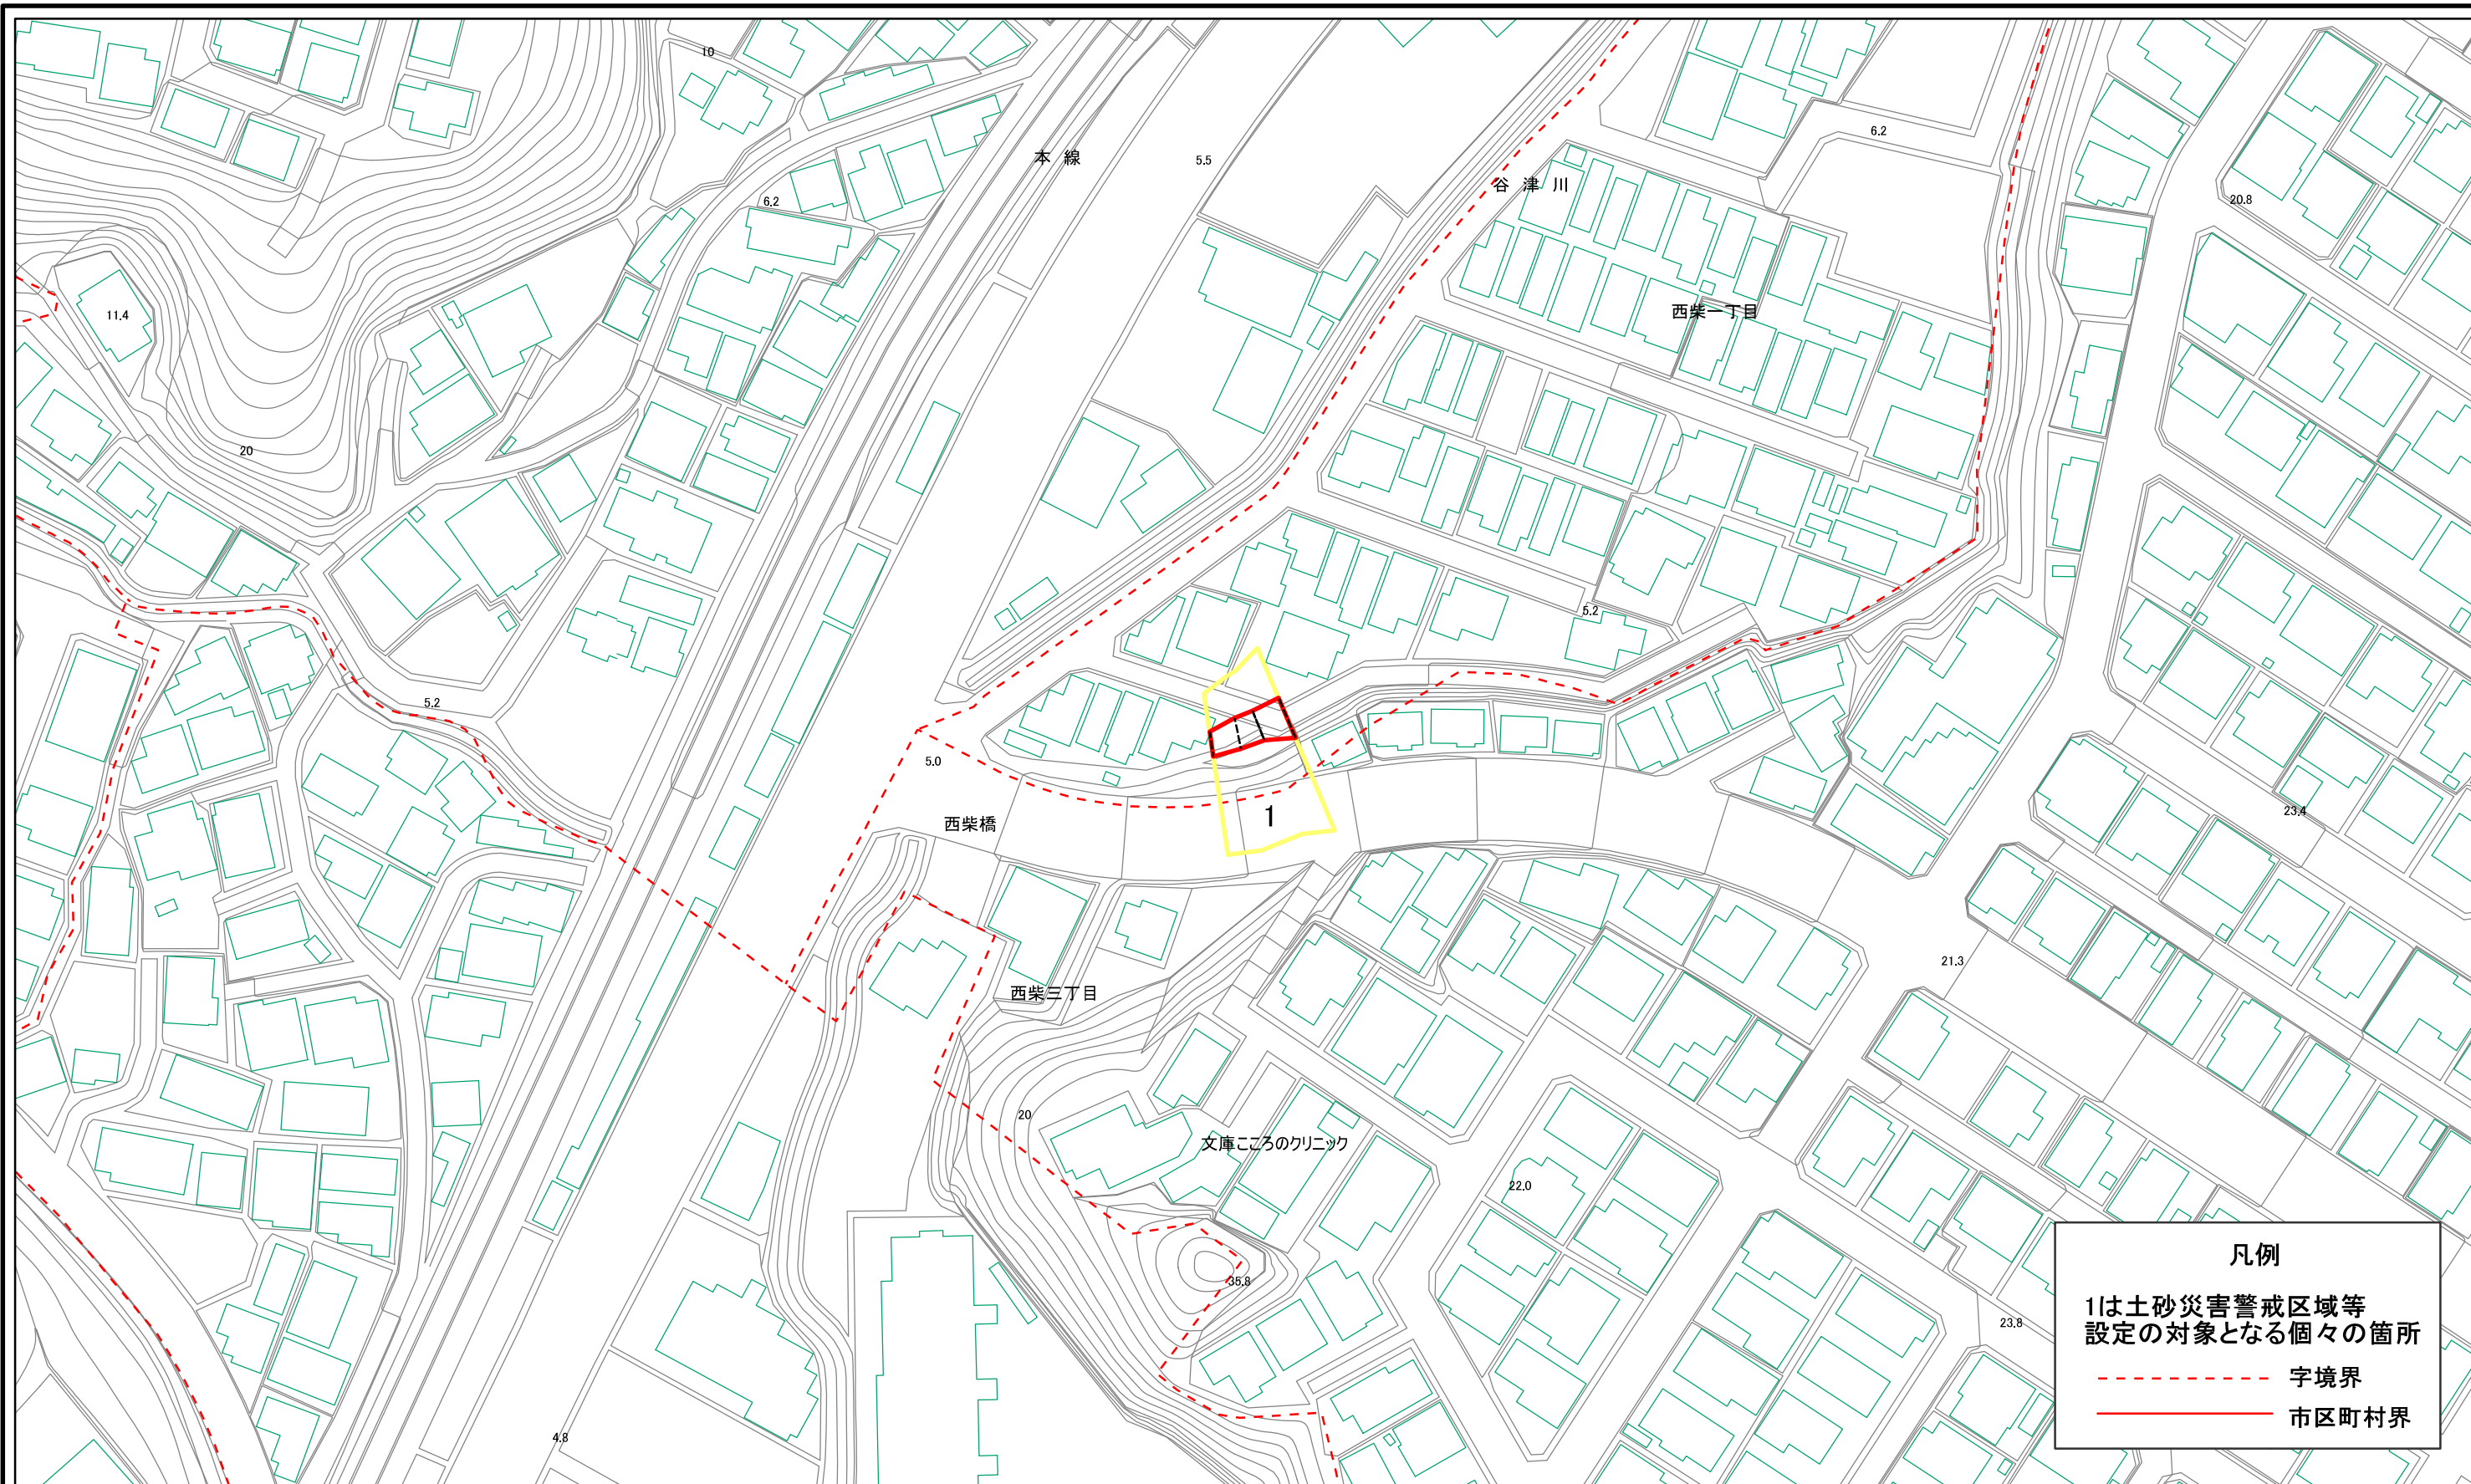 10
本線
5.5
6.2
谷津川
20.8
6.2
11.4
西柴一丁目
20
5.2
5.2
5.0
西柴橋
1
23.4
21.3
西柴三丁目
20
文庫こころのクリニック
22.0
35.8
23.8
4.8
凡例
1は土砂災害警戒区域等
設定の対象となる個々の箇所
字境界
市区町村界